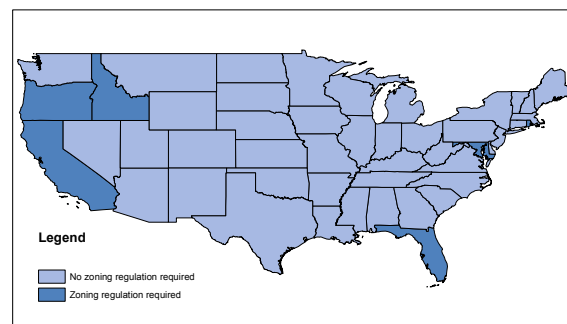 Legend
No zoning regulation required
Zoning regulation required